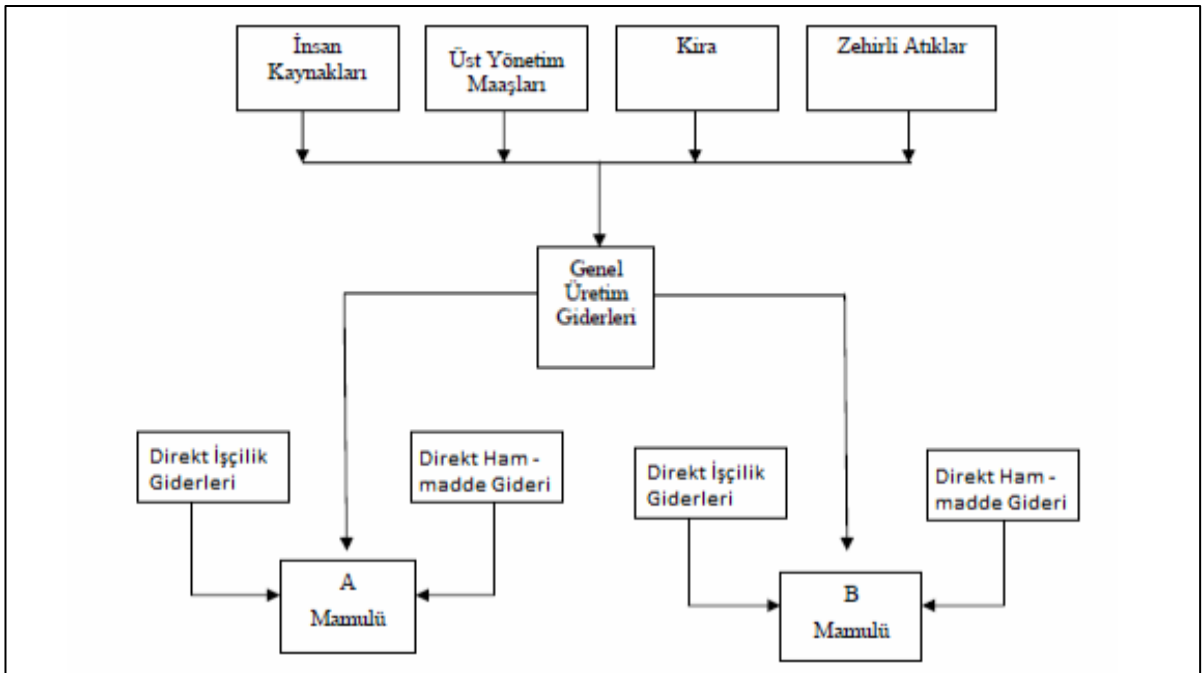 İnsan
Kaynakları
Üst Yönetim
Maaşları
Kira
Zehirli Atıklar
Genel
Üretim
Giderleri
Direkt İşçilik
Giderleri
Direkt Ham -
madde Gideri
Direkt İşçilik
Giderleri
Direkt Ham -
madde Gideri
A
Mamulü
B
Mamulü